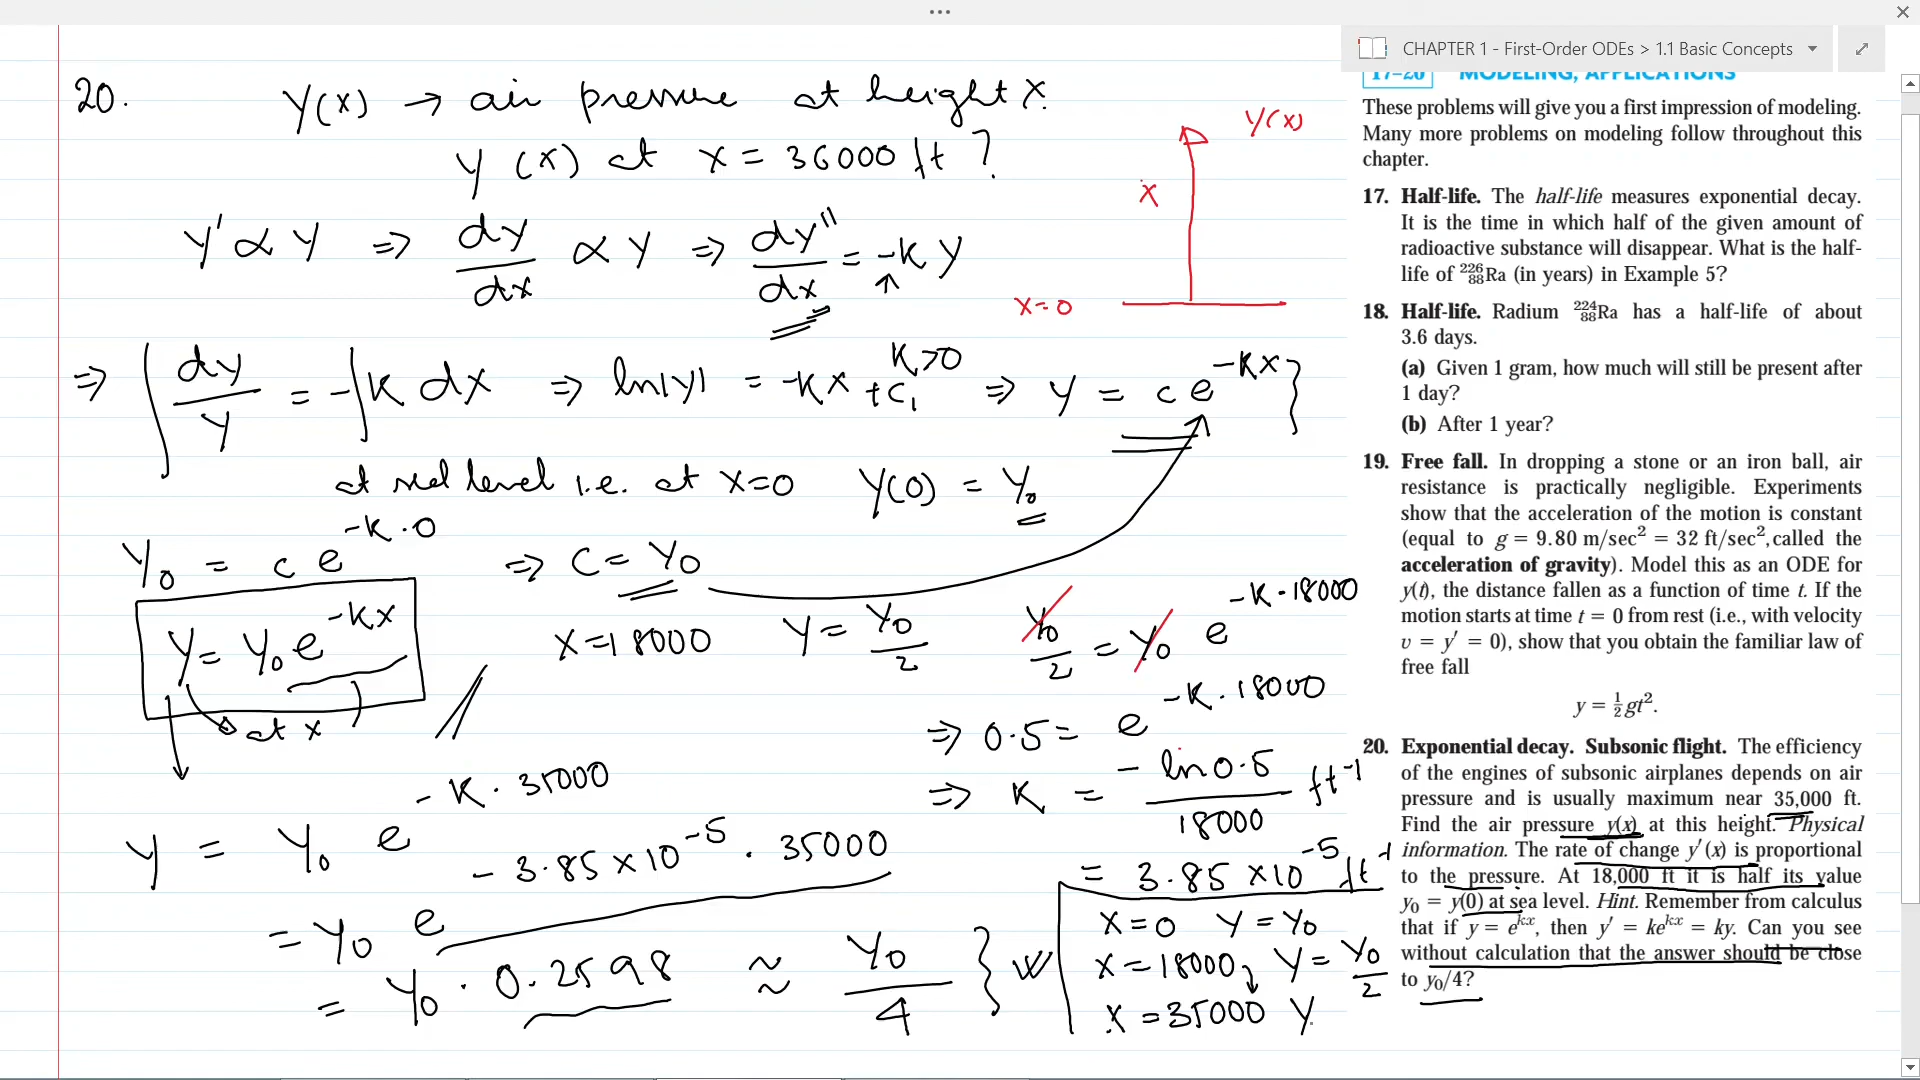 CHAPTER 1 - First-Order ODEs > 1.1 Basic Concepts
20. Y(x) → air pressure at height x.
y(x) at x = 36000 ft ?
Y' ∝ Y ⇒ dy/dx ∝ Y ⇒ dy/dx = -K Y
K>0
⇒ ∫ dy/Y = -∫ K dx ⇒ ln|Y| = -Kx + C₁ ⇒ Y = c e^{-Kx}
at level i.e. at x=0 Y(0) = Y₀
Y₀ = c e^{-K.0} ⇒ C = Y₀
Y = Y₀ e^{-Kx}
at x
x = 18000 Y = Y₀/2 Y₀/2 = Y₀ e^{-K.18000}
⇒ 0.5 = e^{-K.18000}
⇒ K = - ln 0.5 / 18000 ft^{-1}
= 3.85 × 10^{-5} ft^{-1}
Y = Y₀ e^{-K.35000}
= Y₀ e^{-3.85×10^{-5}.35000}
= Y₀ . 0.2598 ≈ Y₀/4
x=0 Y=Y₀
x=18000 Y=Y₀/2
x=35000 Y
Y(x)
x
x=0
17–20 MODELING, APPLICATIONS
These problems will give you a first impression of modeling.
Many more problems on modeling follow throughout this
chapter.
17. Half-life. The half-life measures exponential decay.
It is the time in which half of the given amount of
radioactive substance will disappear. What is the half-
life of ²²⁶₈₈Ra (in years) in Example 5?
18. Half-life. Radium ²²⁴₈₈Ra has a half-life of about
3.6 days.
(a) Given 1 gram, how much will still be present after
1 day?
(b) After 1 year?
19. Free fall. In dropping a stone or an iron ball, air
resistance is practically negligible. Experiments
show that the acceleration of the motion is constant
(equal to g = 9.80 m/sec² = 32 ft/sec², called the
acceleration of gravity). Model this as an ODE for
y(t), the distance fallen as a function of time t. If the
motion starts at time t = 0 from rest (i.e., with velocity
v = y′ = 0), show that you obtain the familiar law of
free fall
y = ½gt².
20. Exponential decay. Subsonic flight. The efficiency
of the engines of subsonic airplanes depends on air
pressure and is usually maximum near 35,000 ft.
Find the air pressure y(x) at this height. Physical
information. The rate of change y′(x) is proportional
to the pressure. At 18,000 ft it is half its value
y₀ = y(0) at sea level. Hint. Remember from calculus
that if y = e^{kx}, then y′ = ke^{kx} = ky. Can you see
without calculation that the answer should be close
to y₀/4?